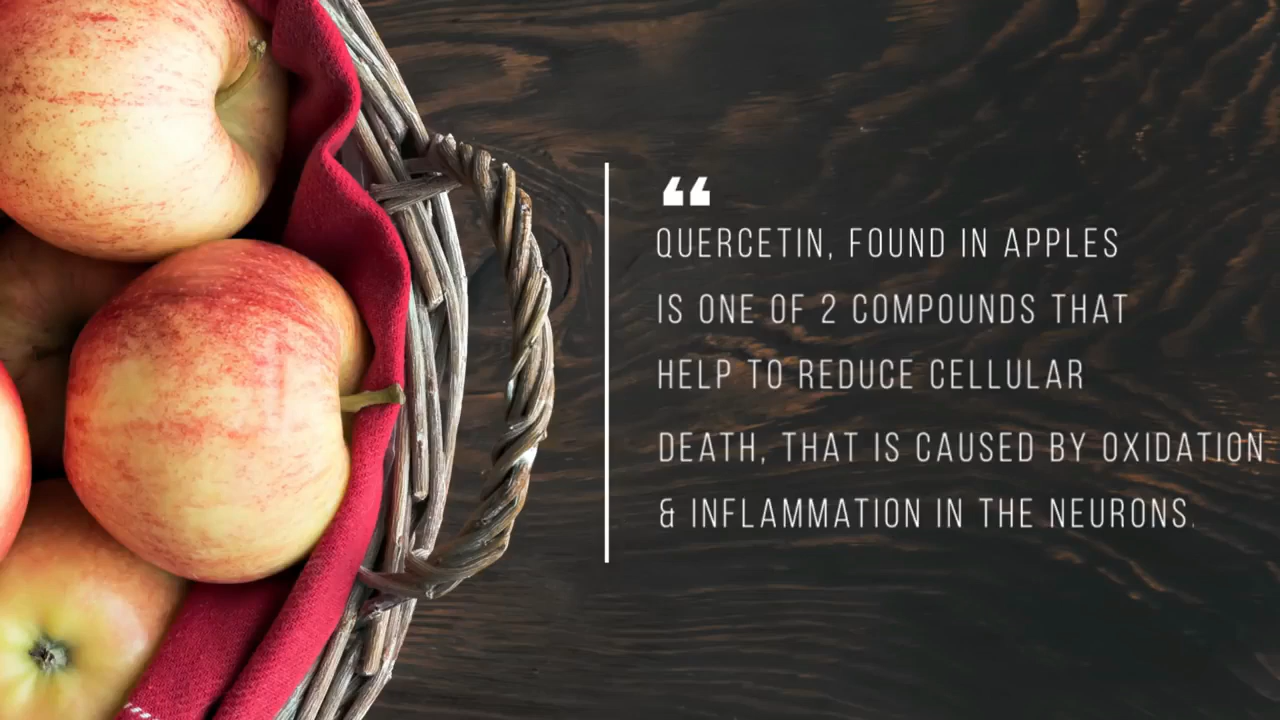 ❝
QUERCETIN, FOUND IN APPLES
IS ONE OF 2 COMPOUNDS THAT
HELP TO REDUCE CELLULAR
DEATH, THAT IS CAUSED BY OXIDATION
& INFLAMMATION IN THE NEURONS.